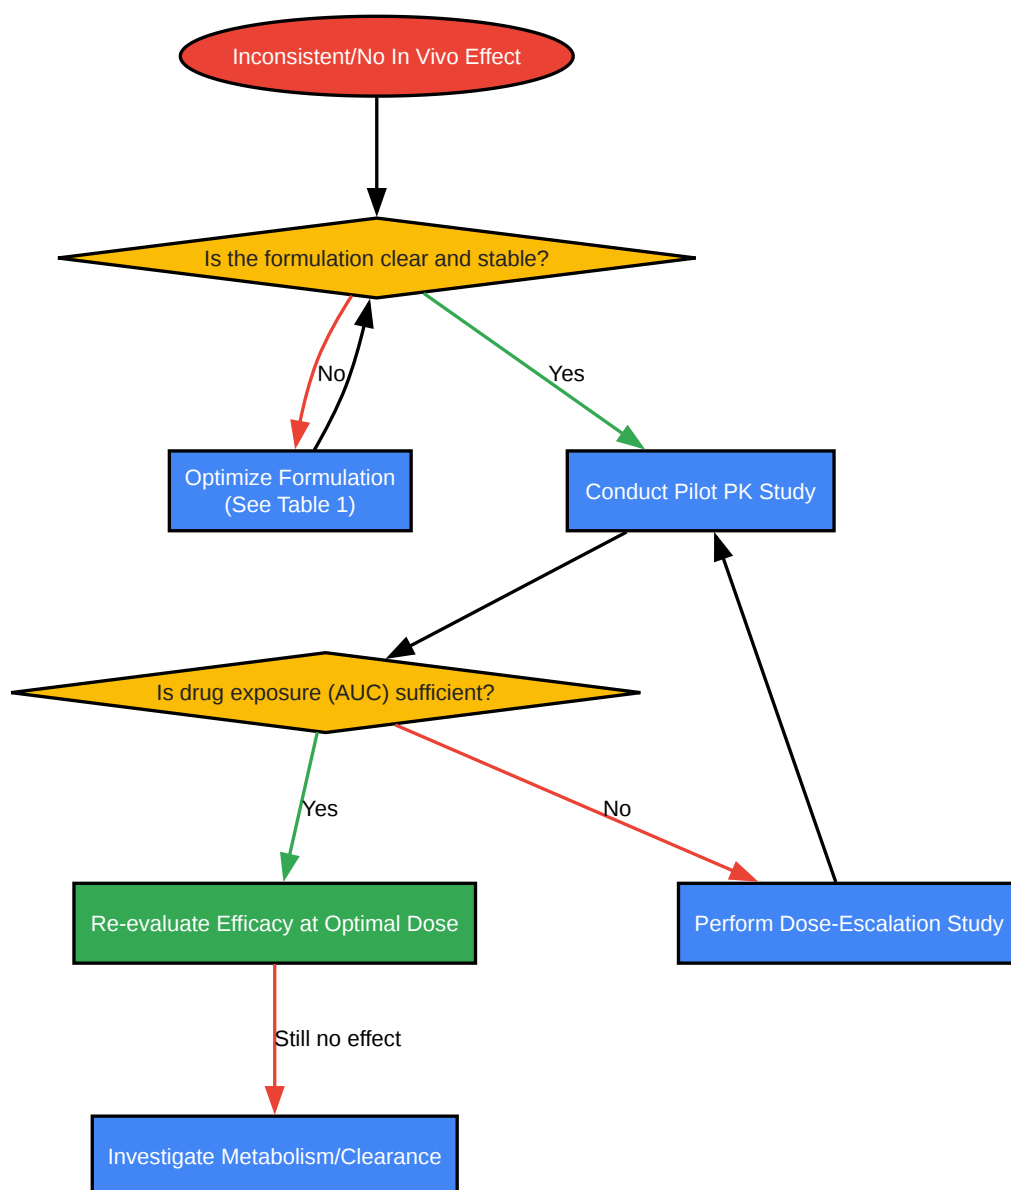 Inconsistent/No In Vivo Effect
Is the formulation clear and stable?
No
Yes
Optimize Formulation
(See Table 1)
Conduct Pilot PK Study
Is drug exposure (AUC) sufficient?
Yes
No
Re-evaluate Efficacy at Optimal Dose
Perform Dose-Escalation Study
Still no effect
Investigate Metabolism/Clearance